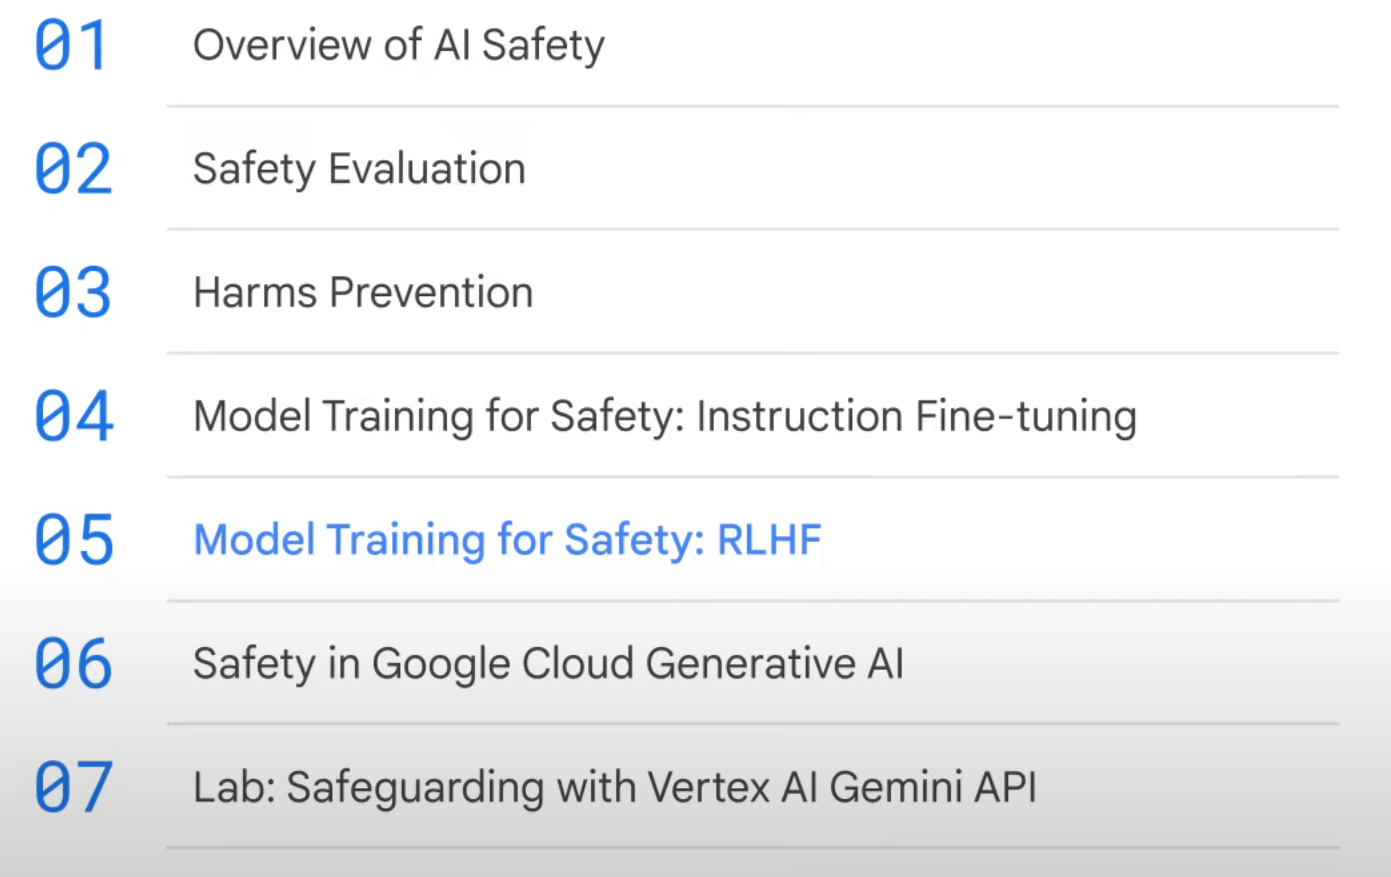 01 Overview of AI Safety
02 Safety Evaluation
03 Harms Prevention
04 Model Training for Safety: Instruction Fine-tuning
05 Model Training for Safety: RLHF
06 Safety in Google Cloud Generative AI
07 Lab: Safeguarding with Vertex AI Gemini API